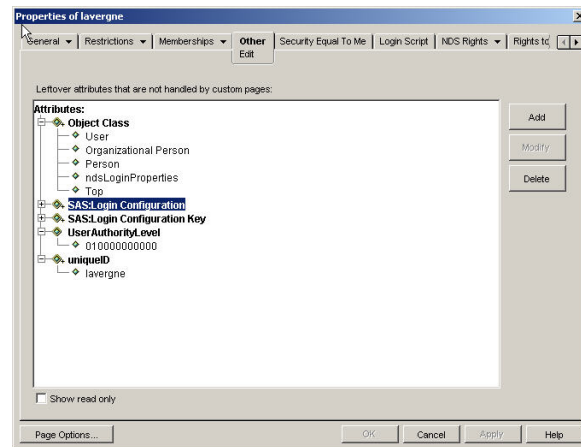 Properties of lavergne
General Restrictions Memberships Other Security Equal To Me Login Script NDS Rights Rights to
Edit
Leftover attributes that are not handled by custom pages:
Attributes:
Object Class
User
Organizational Person
Person
ndsLoginProperties
Top
SAS:Login Configuration
SAS:Login Configuration Key
UserAuthorityLevel
010000000000
uniqueID
lavergne
Add
Modify
Delete
Show read only
Page Options... OK Cancel Apply Help